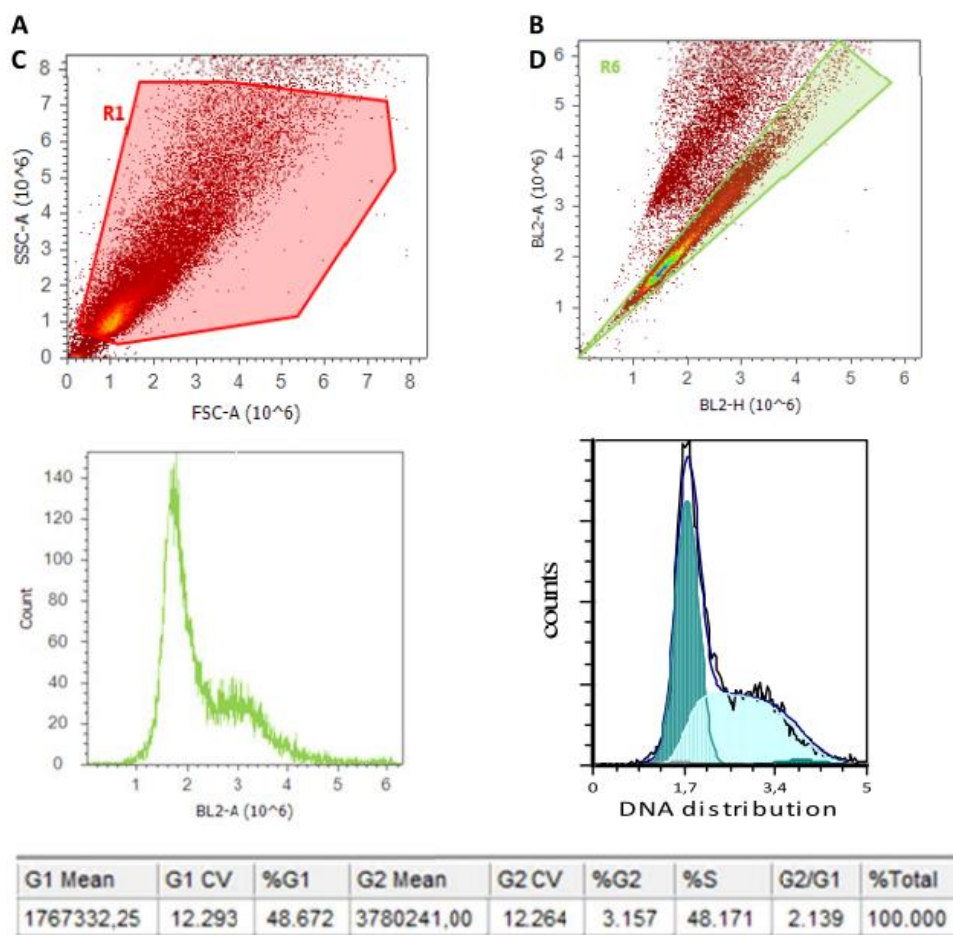 A
B
C
D
R1
SSC-A (10^6)
8
7
6
5
4
3
2
1
0
0 1 2 3 4 5 6 7 8
FSC-A (10^6)
R6
BL2-A (10^6)
6
5
4
3
2
1
1 2 3 4 5 6
BL2-H (10^6)
Count
140
120
100
80
60
40
20
0
1 2 3 4 5 6
BL2-A (10^6)
counts
0 1,7 3,4 5
DNA distribution
G1 Mean G1 CV %G1 G2 Mean G2 CV %G2 %S G2/G1 %Total
1767332,25 12.293 48.672 3780241,00 12.264 3.157 48.171 2.139 100.000